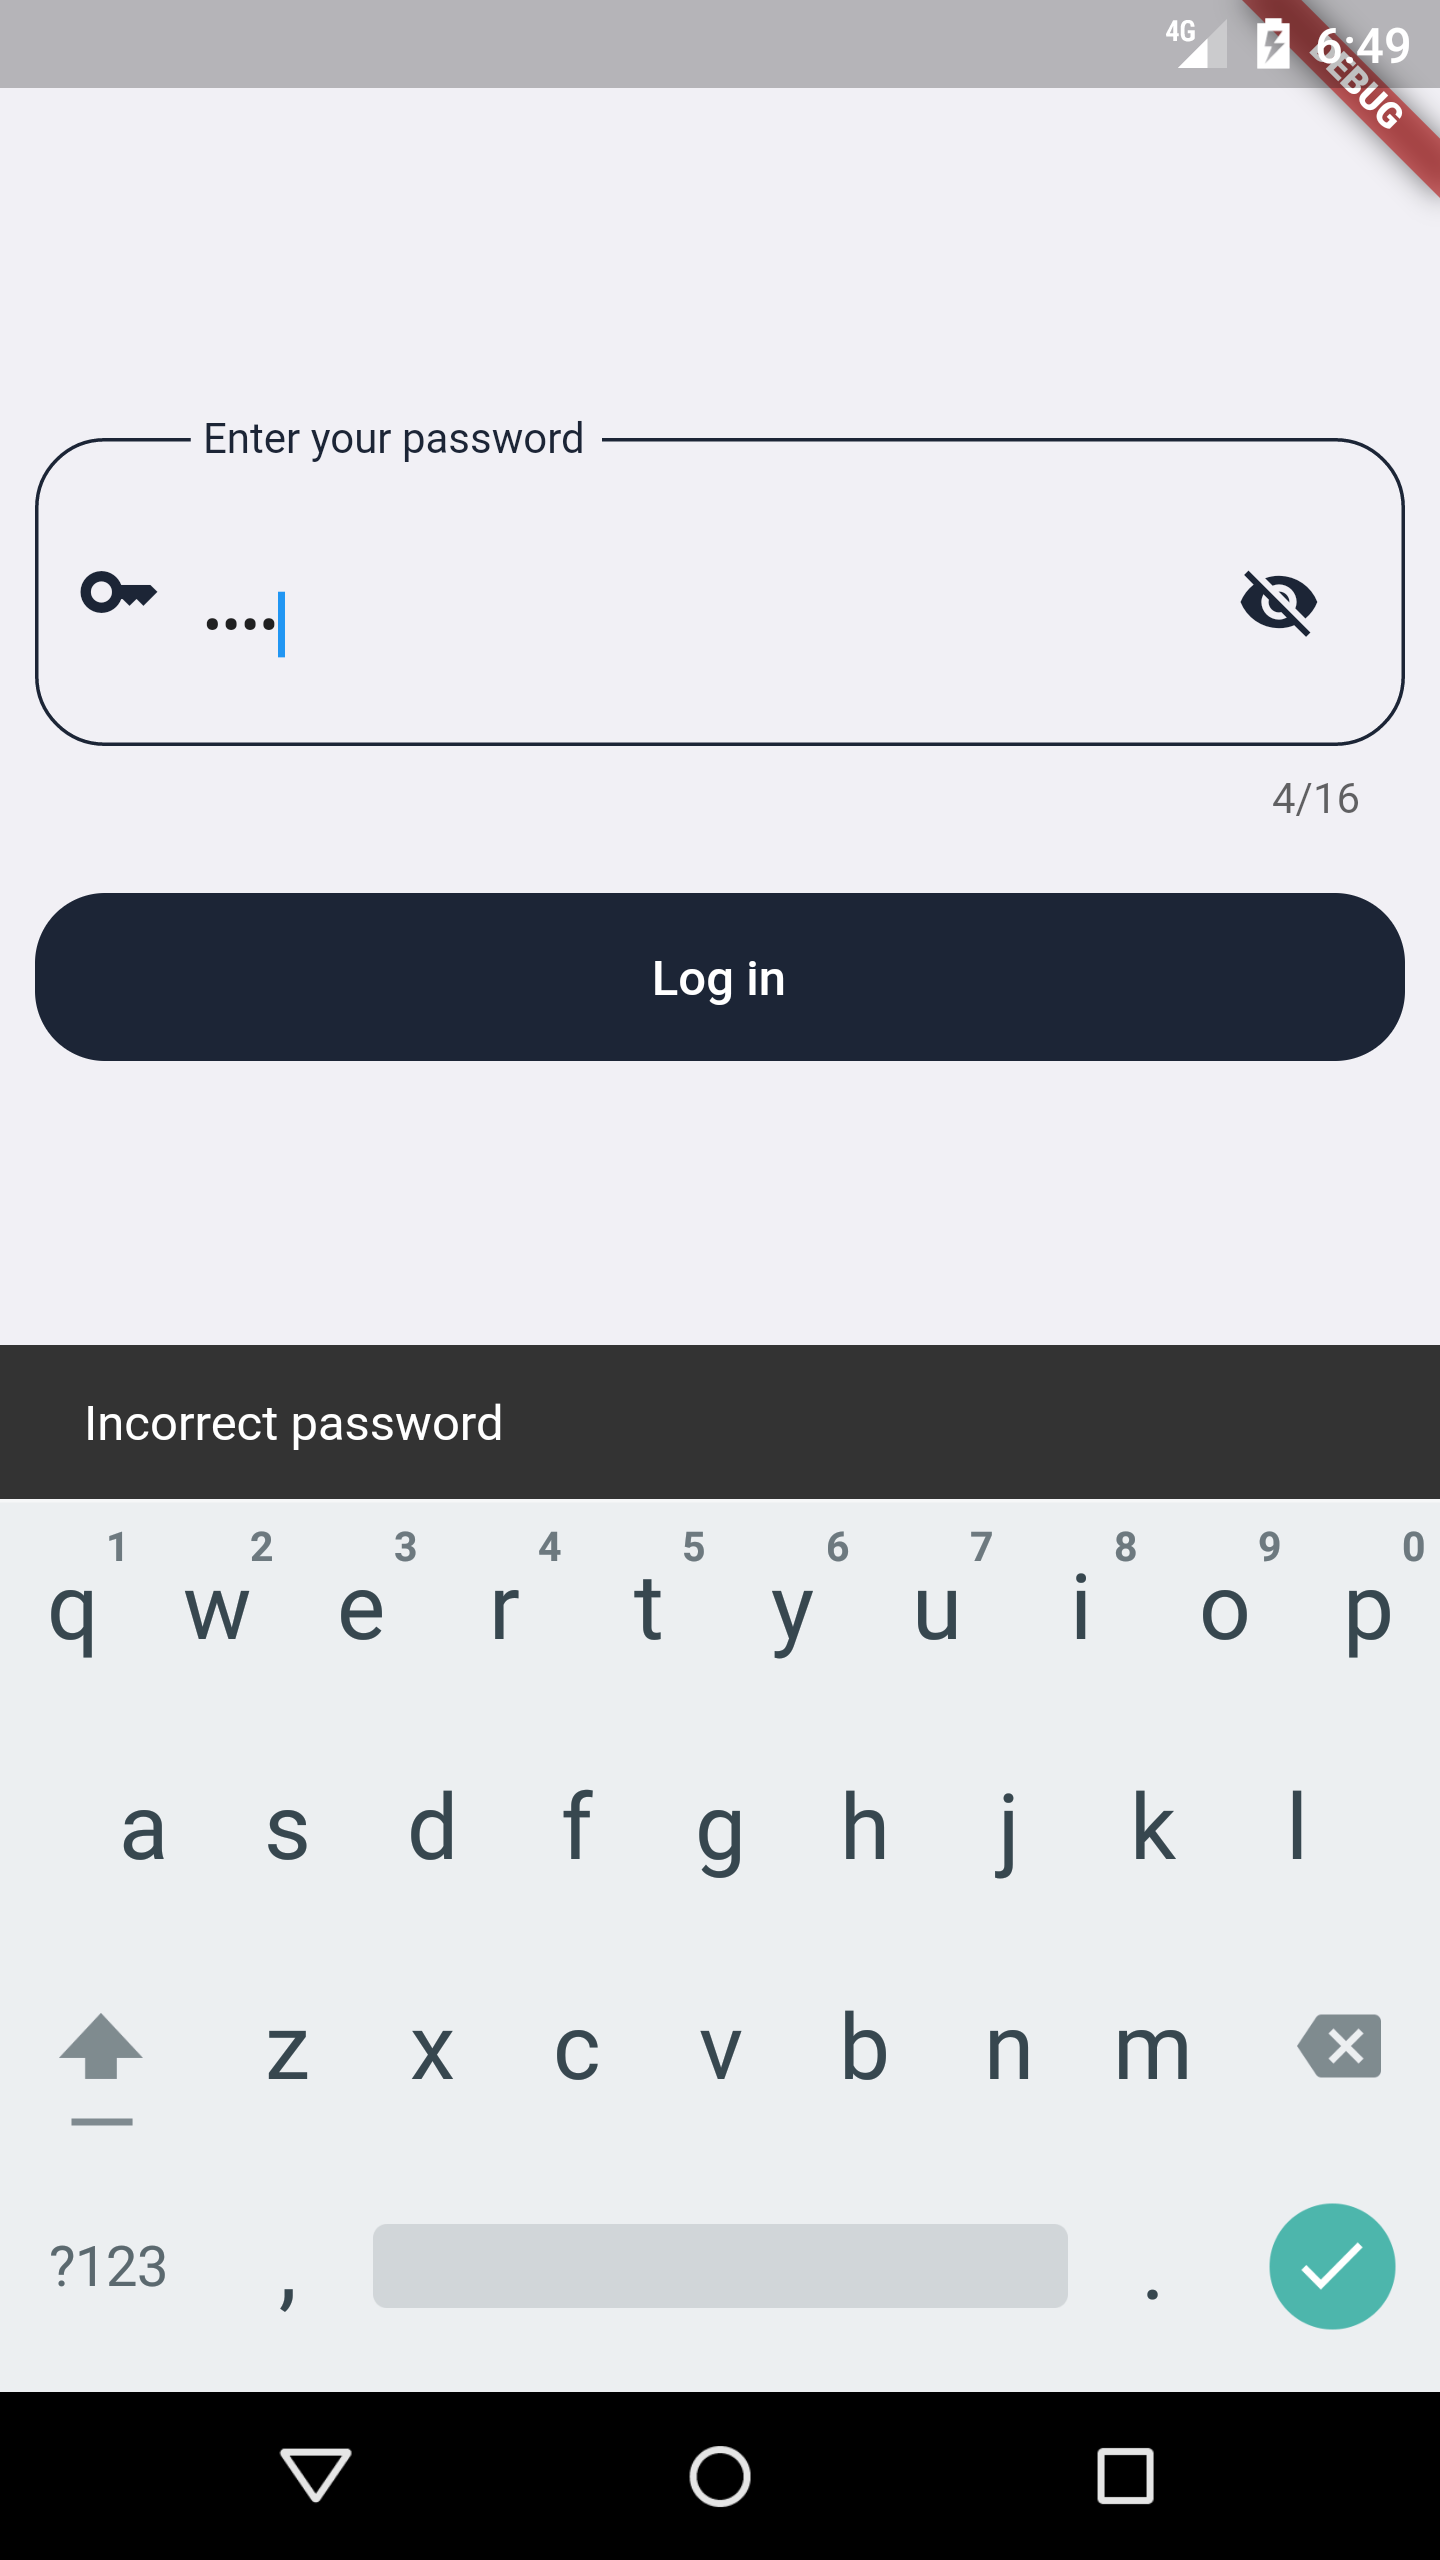 4G 6:49
DEBUG
Enter your password
••••
4/16
Log in
Incorrect password
1 2 3 4 5 6 7 8 9 0
q w e r t y u i o p
a s d f g h j k l
z x c v b n m
?123 , .